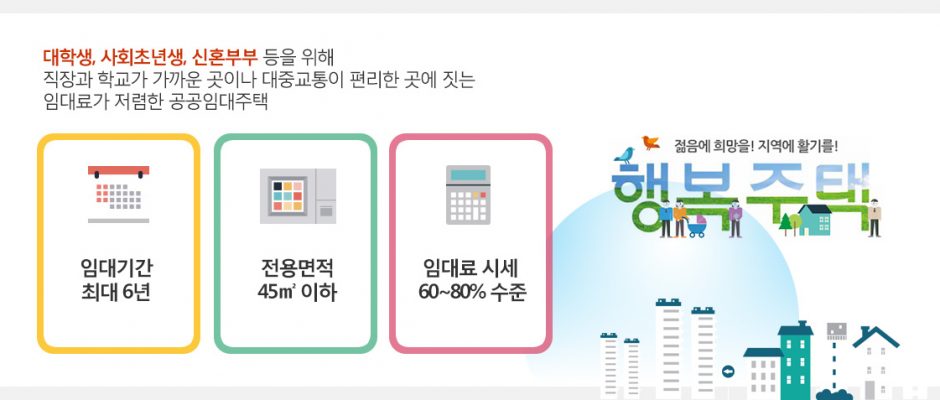 대학생, 사회초년생, 신혼부부 등을 위해
직장과 학교가 가까운 곳이나 대중교통이 편리한 곳에 짓는
임대료가 저렴한 공공임대주택
임대기간
최대 6년
전용면적
45㎡ 이하
임대료 시세
60~80% 수준
젊음에 희망을! 지역에 활기를!
행복주택